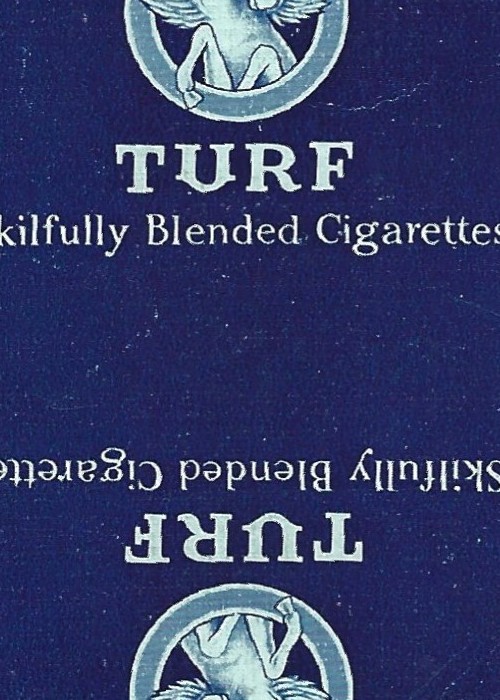 TURF
kilfully Blended Cigarettes
Skilfully Blended Cigarette
TURF